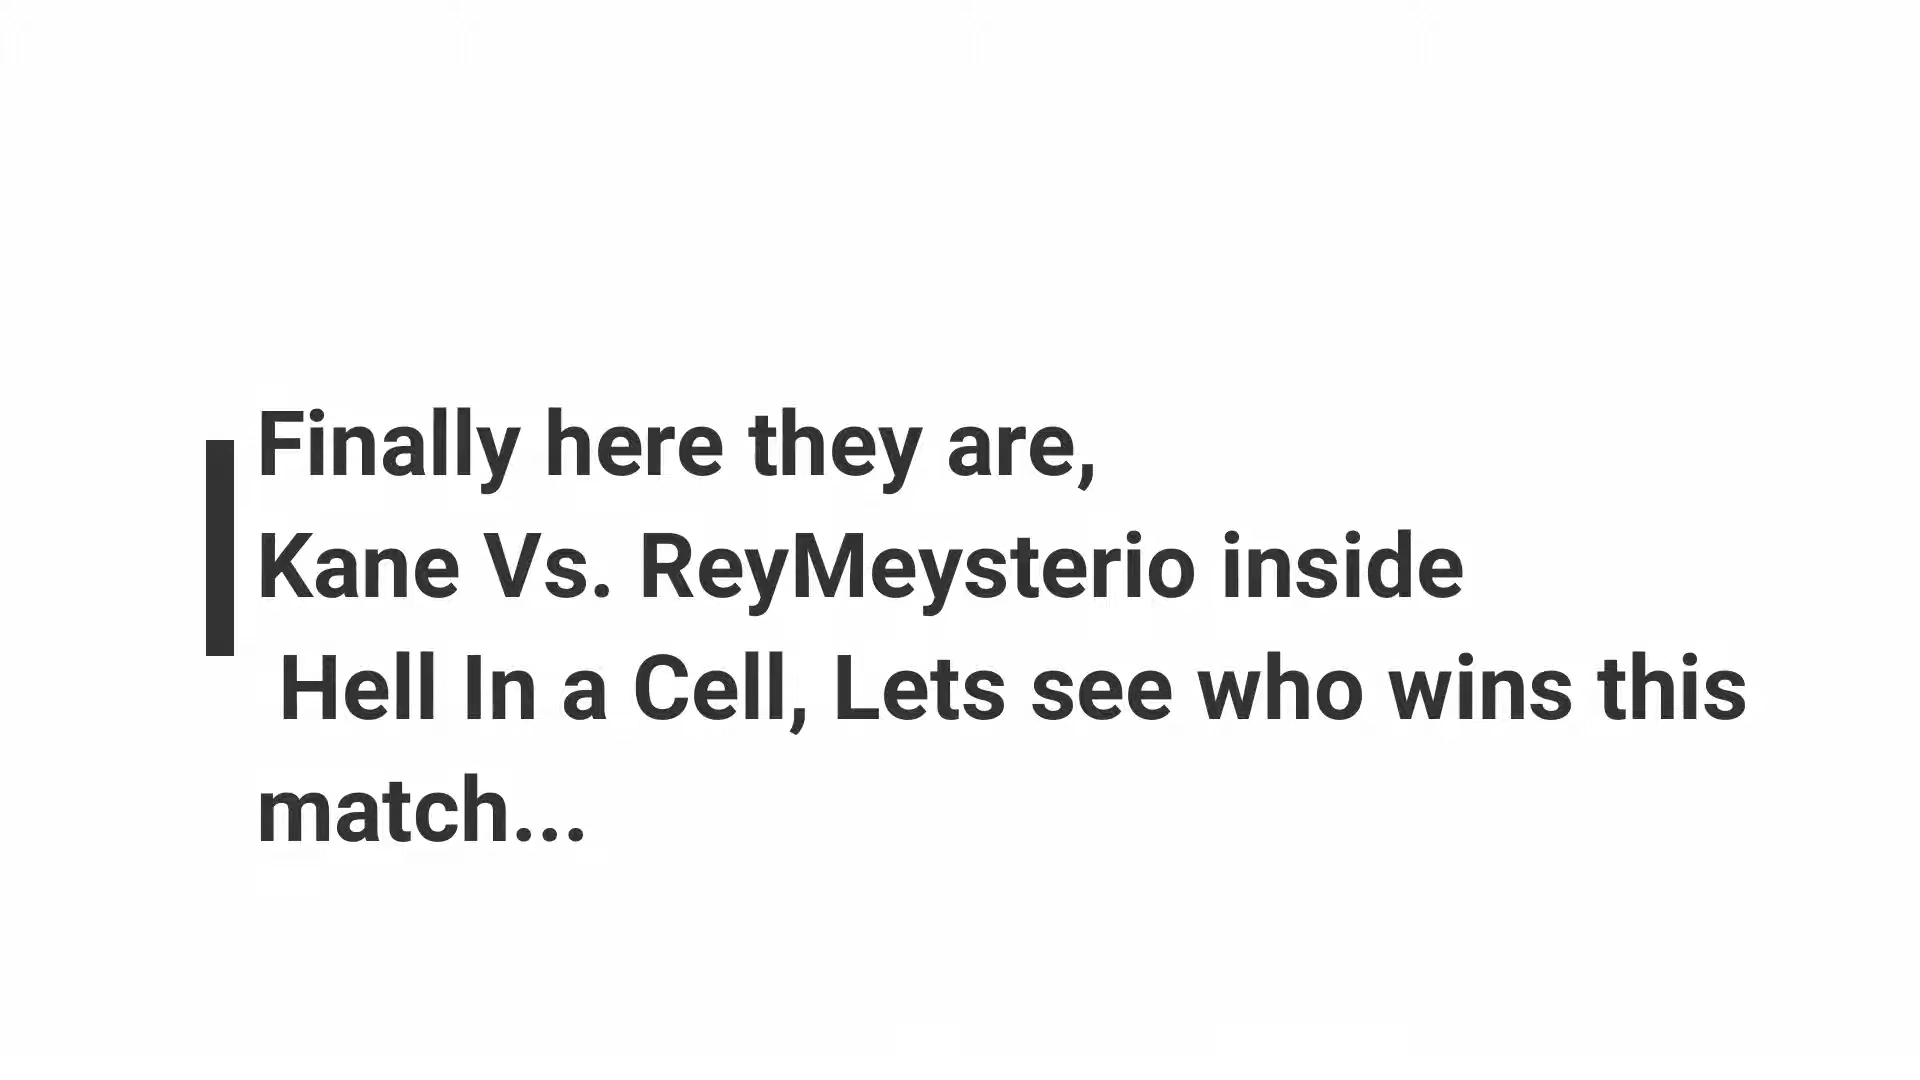 Finally here they are,
Kane Vs. ReyMeysterio inside
Hell In a Cell, Lets see who wins this
match...